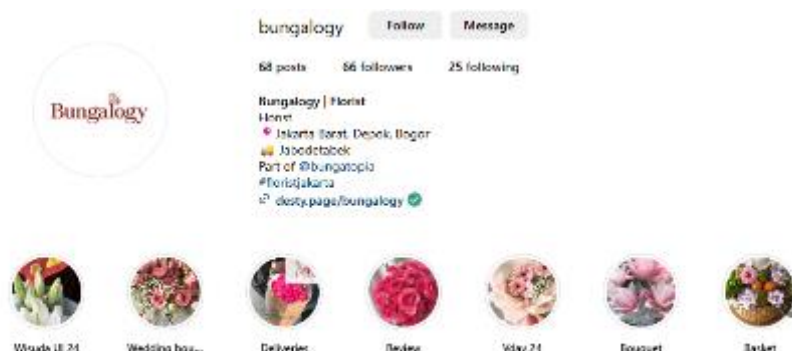 bungalogy Follow Message
68 posts 66 followers 25 following
Bungalogy
Bungalogy | Florist
Florist
Jakarta Barat, Depok, Bogor
Jabodetabek
Part of @bungatopia
#floristjakarta
desty.page/bungalogy
Wisuda UI 24 Wedding bou... Deliveries Review Vday 24 Bouquet Basket